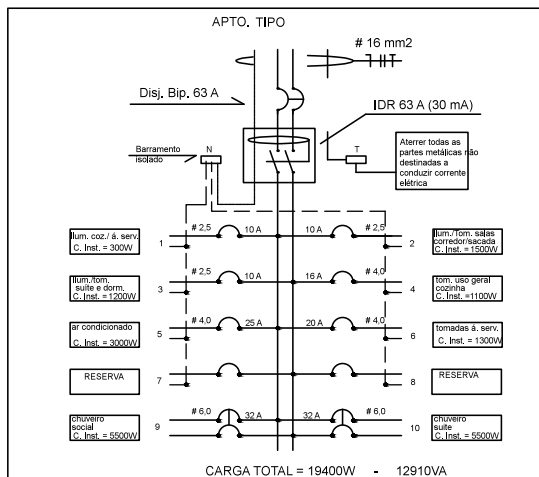 APTO. TIPO
# 16 mm2
Disj. Bip. 63 A
IDR 63 A (30 mA)
Barramento
isolado
N
T
Aterrer todas as
partes metálicas não
destinadas a
conduzir corrente
elétrica
Ilum. coz./ á. serv.
C. Inst. = 300W
1
# 2,5
10 A
10 A
# 2,5
2
Ilum./Tom. salas
corredor/sacada
C. Inst. = 1500W
Ilum./tom.
suíte e dorm.
C. Inst. = 1200W
3
# 2,5
10 A
16 A
# 4,0
4
tom. uso geral
cozinha
C. Inst. =1100W
ar condicionado
C. Inst. = 3000W
5
# 4,0
25 A
20 A
# 4,0
6
tomadas á. serv.
C. Inst. = 1300W
RESERVA
7
8
RESERVA
chuveiro
social
C. Inst. = 5500W
9
# 6,0
32 A
32 A
# 6,0
10
chuveiro
suíte
C. Inst. = 5500W
CARGA TOTAL = 19400W - 12910VA